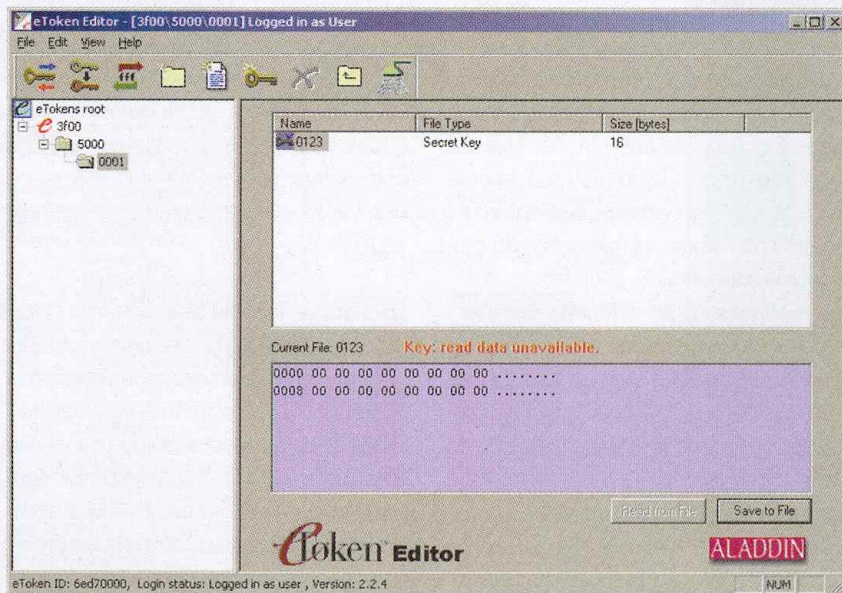 eToken Editor - [3f00\5000\0001] Logged in as User
File Edit View Help
eTokens root
3f00
5000
0001
Name File Type Size [bytes]
0123 Secret Key 16
Current File: 0123 Key: read data unavailable.
0000 00 00 00 00 00 00 00 00 ........
0008 00 00 00 00 00 00 00 00 ........
Read from File Save to File
eToken™ Editor
ALADDIN
eToken ID: 6ed70000, Login status: Logged in as user , Version: 2.2.4
NUM